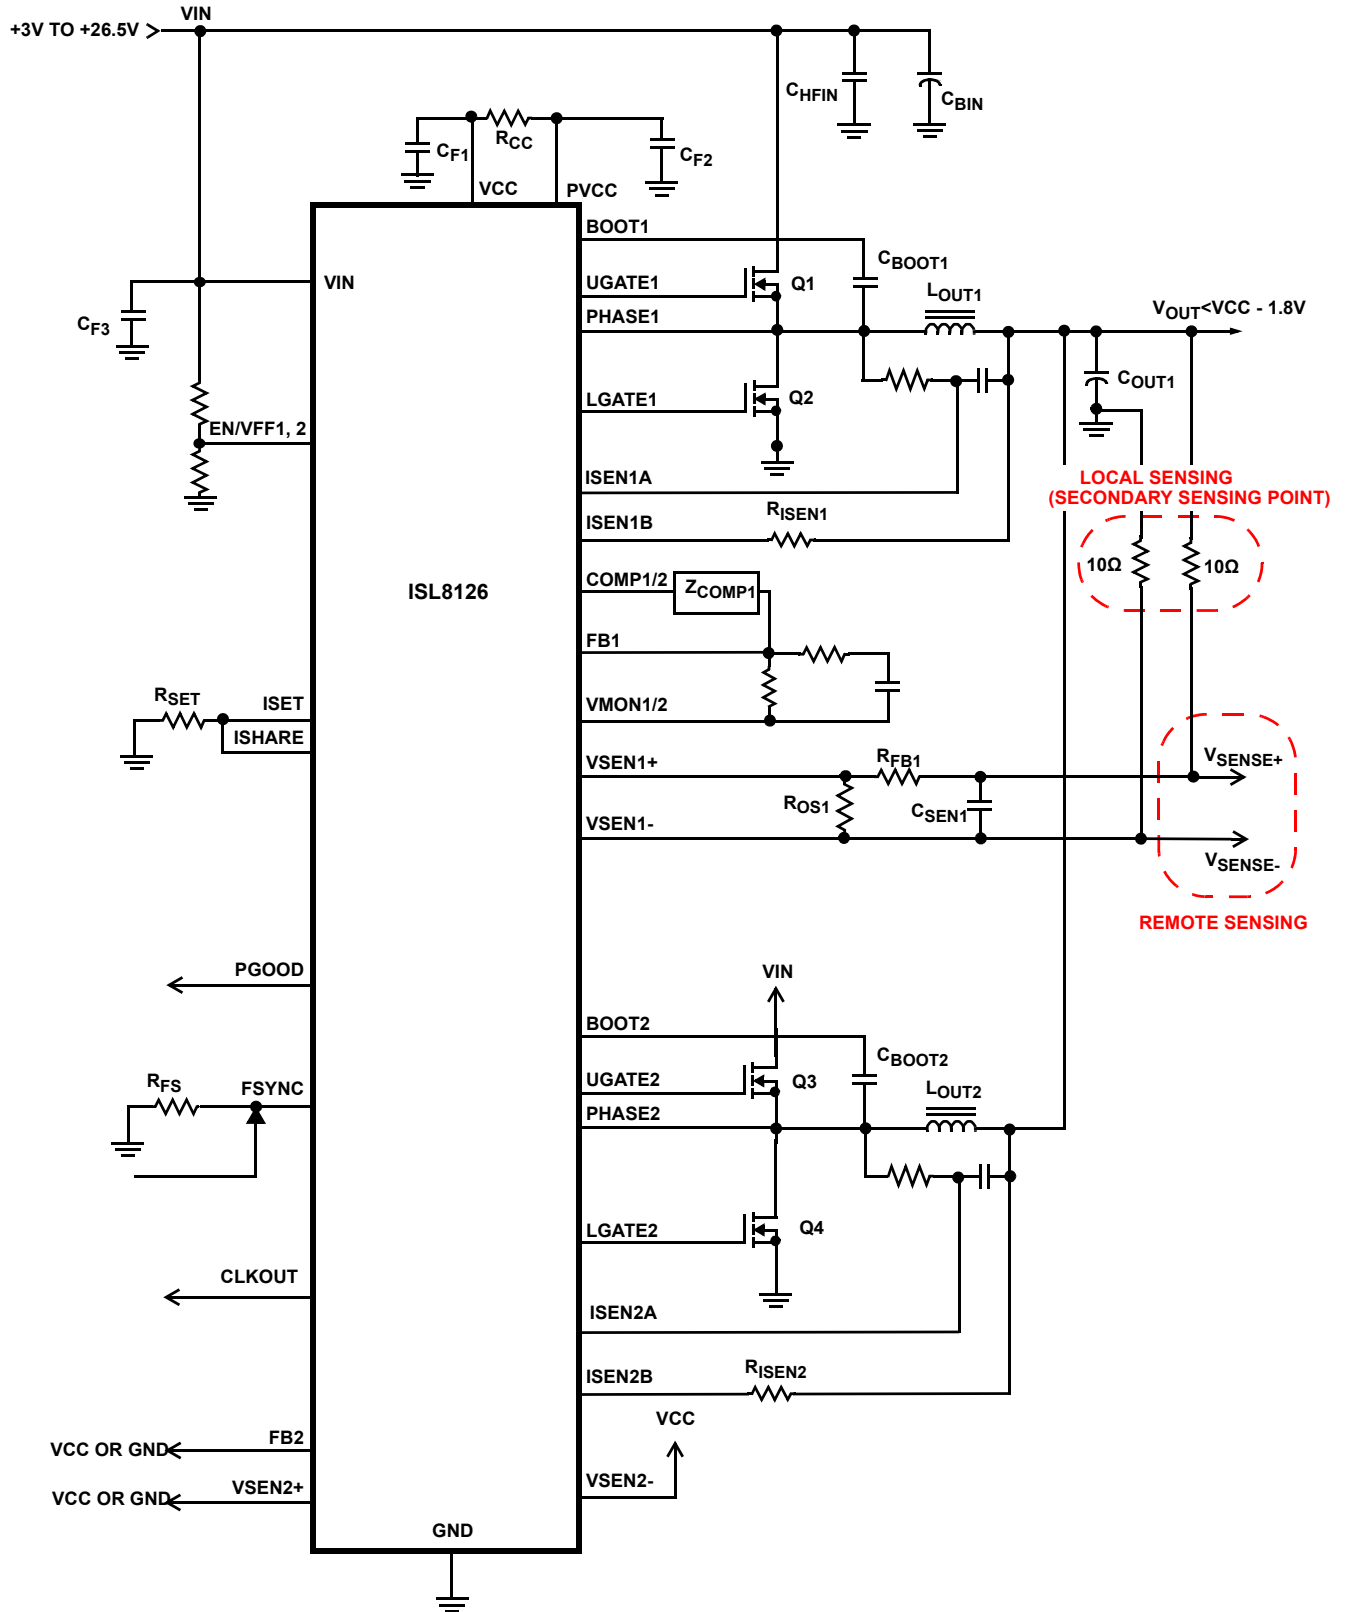 VIN
+3V TO +26.5V
CHFIN
CBIN
CF1
RCC
CF2
VCC
PVCC
BOOT1
CBOOT1
VIN
UGATE1
Q1
LOUT1
CF3
PHASE1
VOUT<VCC - 1.8V
COUT1
LGATE1
Q2
EN/VFF1, 2
ISEN1A
LOCAL SENSING
(SECONDARY SENSING POINT)
ISEN1B
RISEN1
10Ω
10Ω
ISL8126
COMP1/2
ZCOMP1
FB1
RSET
ISET
VMON1/2
ISHARE
VSEN1+
RFB1
VSENSE+
ROS1
CSEN1
VSEN1-
VSENSE-
REMOTE SENSING
PGOOD
VIN
BOOT2
CBOOT2
RFS
FSYNC
UGATE2
Q3
LOUT2
PHASE2
LGATE2
Q4
CLKOUT
ISEN2A
ISEN2B
RISEN2
VCC
FB2
VCC OR GND
VSEN2+
VCC OR GND
VSEN2-
GND